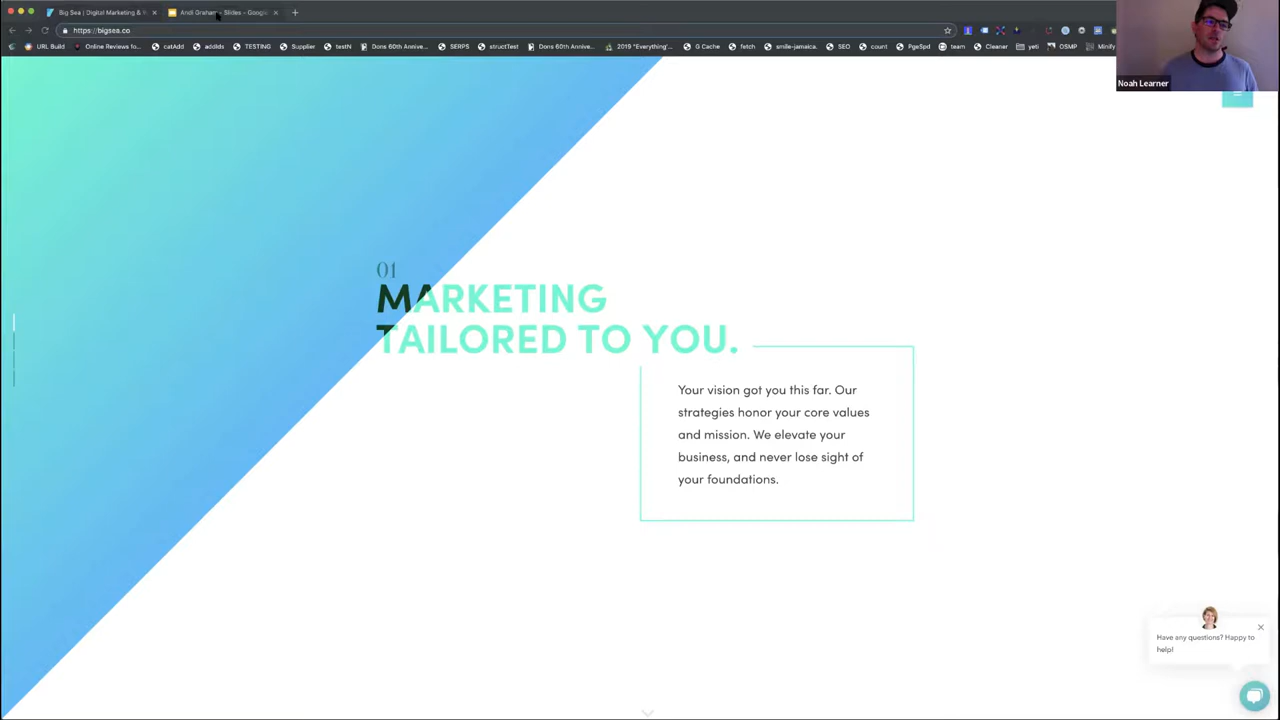 Big Sea | Digital Marketing &
Andi Graham - Slides - Google
https://bigsea.co
URL Build
Online Reviews fo..
catAdd
addIds
TESTING
Supplier
testN
Dons 60th Annive...
SERPS
structTest
Dons 60th Annive...
2019 "Everything'...
G Cache
fetch
smile-jamaica...
SEO
count
PgeSpd
team
Cleaner
yeti
OSMP
Minify
Noah Learner
01
MARKETING
TAILORED TO YOU.
Your vision got you this far. Our
strategies honor your core values
and mission. We elevate your
business, and never lose sight of
your foundations.
Have any questions? Happy to
help!